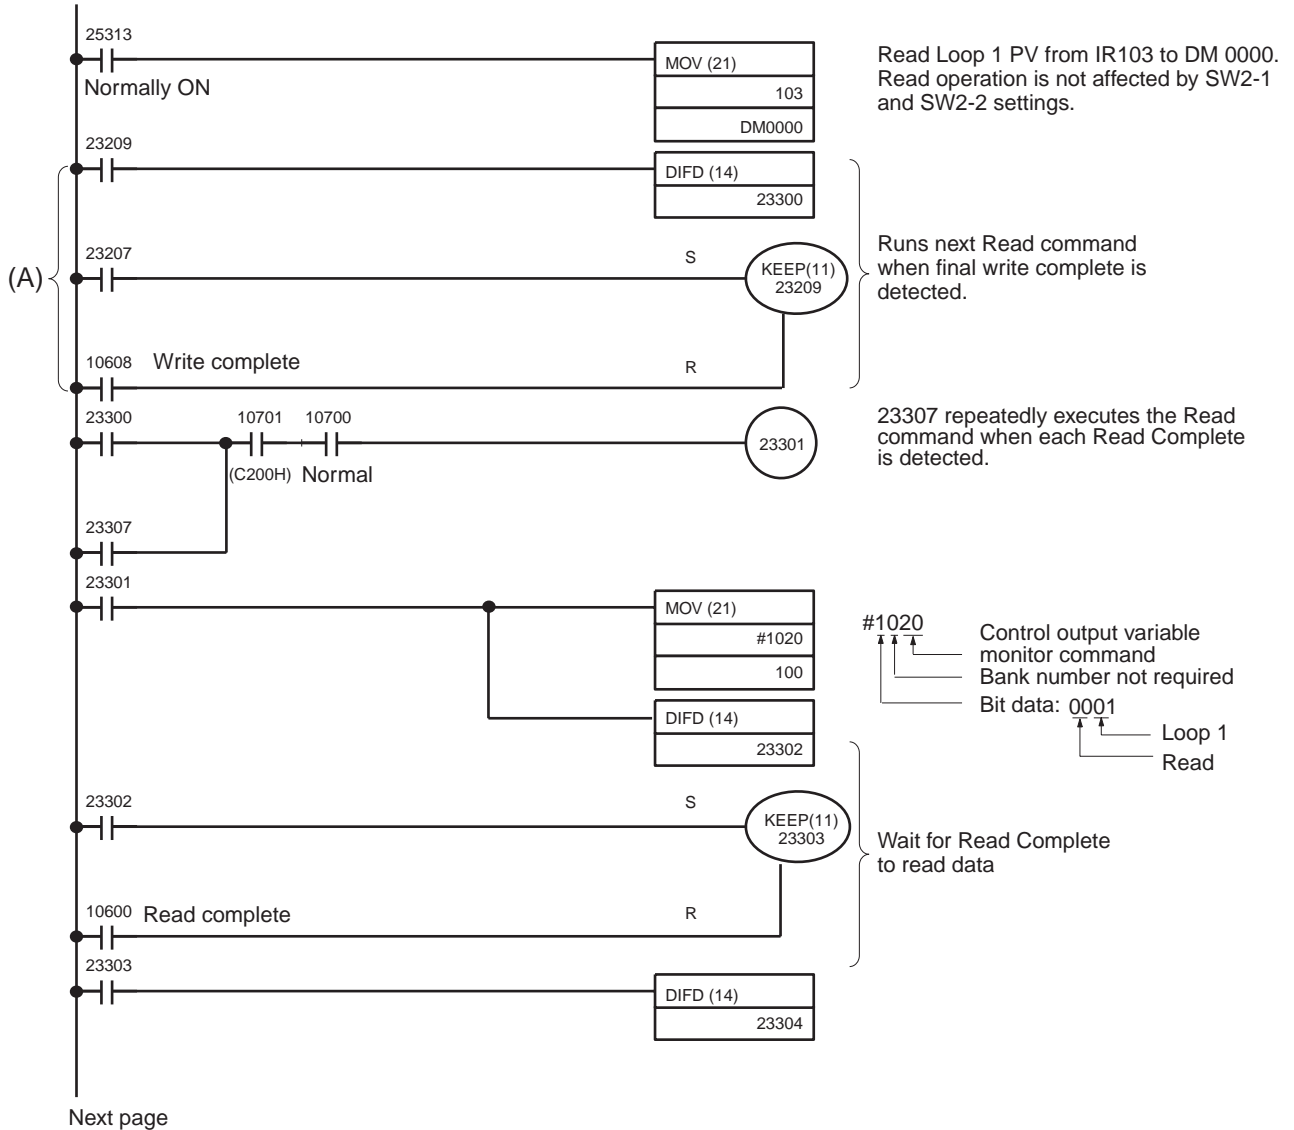 25313
Normally ON
MOV (21)
103
DM0000
Read Loop 1 PV from IR103 to DM 0000.
Read operation is not affected by SW2-1
and SW2-2 settings.
23209
DIFD (14)
23300
(A)
23207
S
KEEP(11)
23209
Runs next Read command
when final write complete is
detected.
10608
Write complete
R
23300
10701
10700
(C200H)
Normal
23301
23307 repeatedly executes the Read
command when each Read Complete
is detected.
23307
23301
MOV (21)
#1020
100
#1020
Control output variable
monitor command
Bank number not required
Bit data: 0001
Loop 1
Read
DIFD (14)
23302
23302
S
KEEP(11)
23303
Wait for Read Complete
to read data
10600
Read complete
R
23303
DIFD (14)
23304
Next page